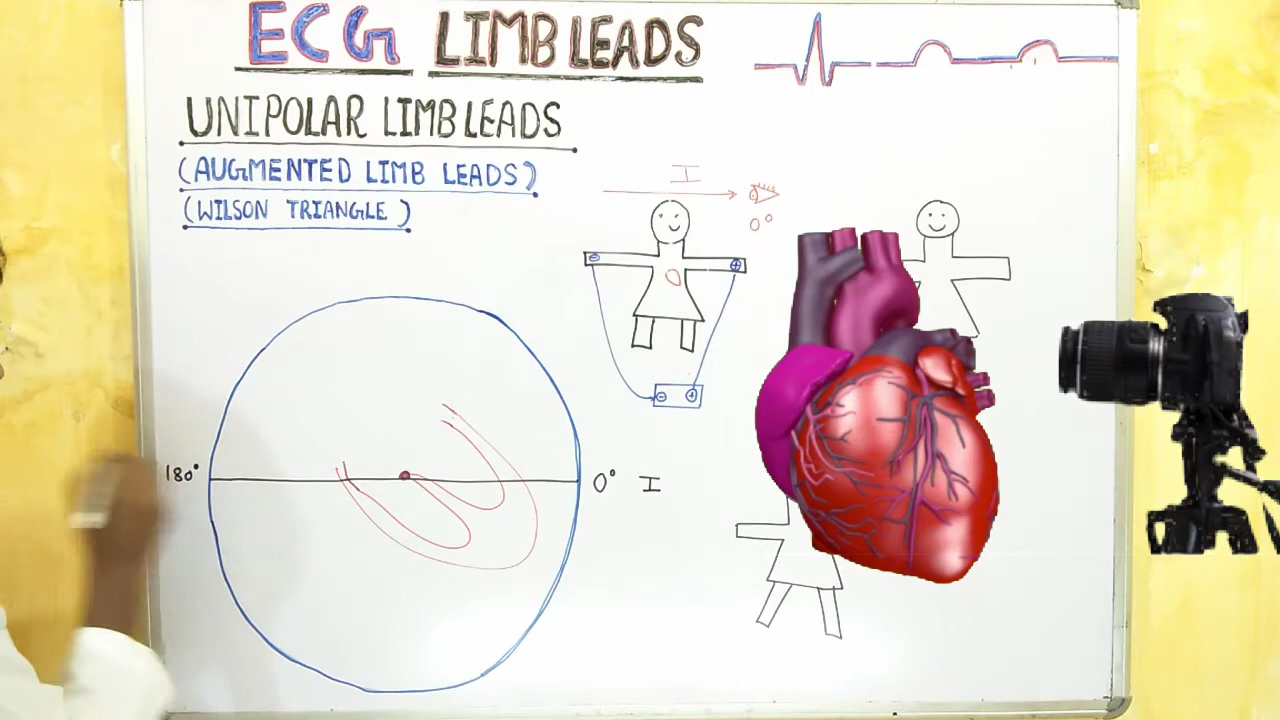 ECG LIMB LEADS
UNIPOLAR LIMB LEADS
(AUGMENTED LIMB LEADS)
(WILSON TRIANGLE)
I
0°
⊖ ⊕
⊖ ⊕
180° 0° I